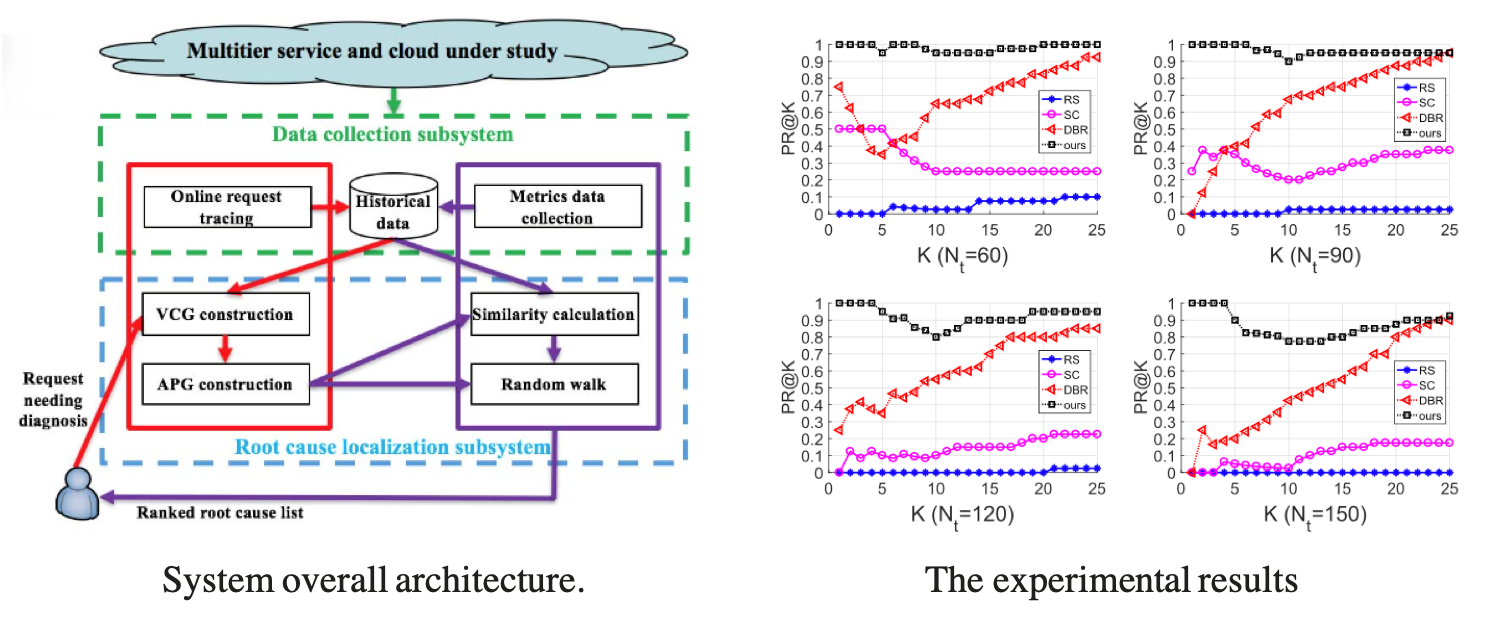 Multitier service and cloud under study
Data collection subsystem
Online request
tracing
Historical
data
Metrics data
collection
VCG construction
Similarity calculation
APG construction
Random walk
Request
needing
diagnosis
Root cause localization subsystem
Ranked root cause list
System overall architecture.
PR@K
1
0.9
0.8
0.7
0.6
0.5
0.4
0.3
0.2
0.1
0
0 5 10 15 20 25
K (Nt=60)
RS
SC
DBR
ours
PR@K
1
0.9
0.8
0.7
0.6
0.5
0.4
0.3
0.2
0.1
0
0 5 10 15 20 25
K (Nt=90)
RS
SC
DBR
ours
PR@K
1
0.9
0.8
0.7
0.6
0.5
0.4
0.3
0.2
0.1
0
0 5 10 15 20 25
K (Nt=120)
RS
SC
DBR
ours
PR@K
1
0.9
0.8
0.7
0.6
0.5
0.4
0.3
0.2
0.1
0
0 5 10 15 20 25
K (Nt=150)
RS
SC
DBR
ours
The experimental results